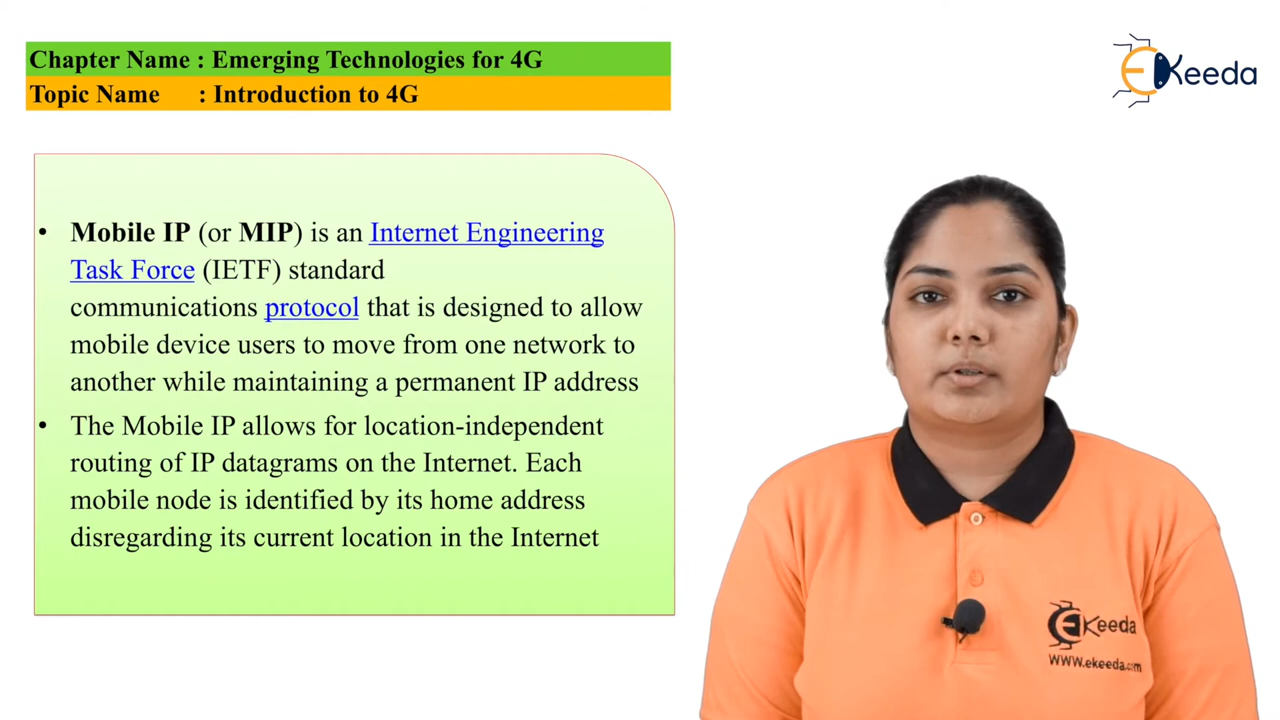 Chapter Name : Emerging Technologies for 4G
Topic Name : Introduction to 4G
EKeeda
• Mobile IP (or MIP) is an Internet Engineering
Task Force (IETF) standard
communications protocol that is designed to allow
mobile device users to move from one network to
another while maintaining a permanent IP address
• The Mobile IP allows for location-independent
routing of IP datagrams on the Internet. Each
mobile node is identified by its home address
disregarding its current location in the Internet
EKeeda
WWW.ekeeda.com